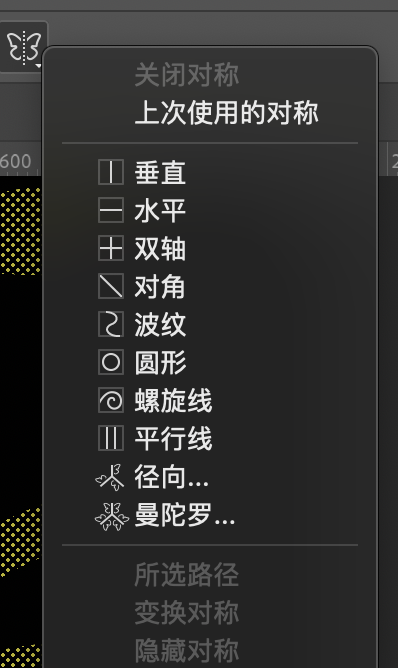 关闭对称
上次使用的对称
600
2
垂直
水平
双轴
对角
波纹
圆形
螺旋线
平行线
径向...
曼陀罗...
所选路径
变换对称
隐藏对称